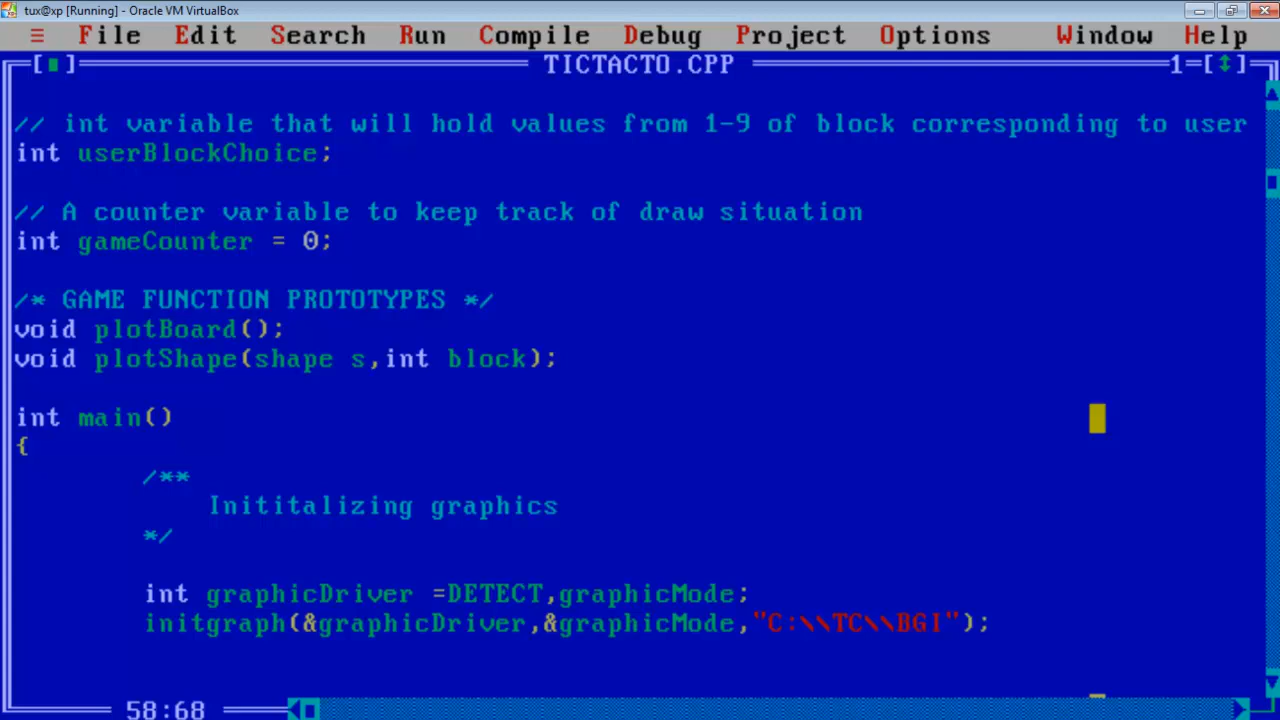 tux@xp [Running] - Oracle VM VirtualBox
≡ File Edit Search Run Compile Debug Project Options Window Help
[■] TICTACTO.CPP 1=[↕]
// int variable that will hold values from 1-9 of block corresponding to user
int userBlockChoice;
// A counter variable to keep track of draw situation
int gameCounter = 0;
/* GAME FUNCTION PROTOTYPES */
void plotBoard();
void plotShape(shape s,int block);
int main()
{
/**
Inititalizing graphics
*/
int graphicDriver =DETECT,graphicMode;
initgraph(&graphicDriver,&graphicMode,"C:\\TC\\BGI");
58:68